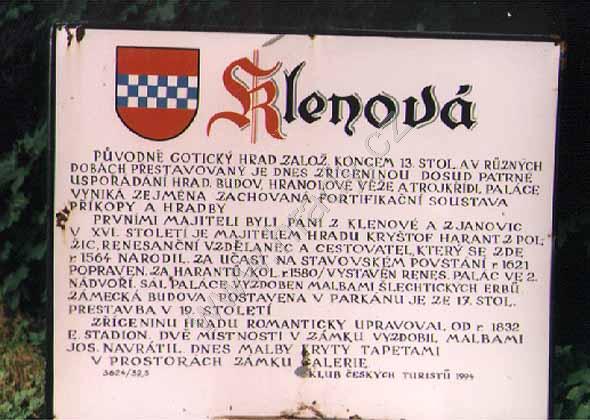 Klenová
PŮVODNĚ GOTICKÝ HRAD ZALOŽ. KONCEM 13. STOL. A V RŮZNÝCH
DOBÁCH PŘESTAVOVANÝ JE DNES ZŘÍCENINOU DOSUD PATRNÉ
USPOŘÁDÁNÍ HRAD. BUDOV, HRANOLOVÉ VĚŽE A TROJKŘÍDL. PALÁCE
VYNIKÁ ZEJMÉNA ZACHOVANÁ FORTIFIKAČNÍ SOUSTAVA
PŘÍKOPŮ A HRADBY
PRVNÍMI MAJITELI BYLI PÁNI Z KLENOVÉ A Z JANOVIC
V XVI. STOLETÍ JE MAJITELEM HRADU KRYŠTOF HARANT Z POL-
ŽIC, RENESANČNÍ VZDĚLANEC A CESTOVATEL, KTERÝ SE ZDE
r 1564 NARODIL. ZA ÚČAST NA STAVOVSKÉM POVSTÁNÍ r 1621
POPRAVEN. ZA HARANTŮ /KOL. r 1580/ VYSTAVĚN RENES. PALÁC VE 2.
NÁDVOŘÍ. SÁL PALÁCE VYZDOBEN MALBAMI ŠLECHTICKÝCH ERBŮ
ZÁMECKÁ BUDOVA POSTAVENA V PARKÁNU JE ZE 17. STOL.
PŘESTAVBA V 19. STOLETÍ
ZŘÍCENINU HRADU ROMANTICKY UPRAVOVAL OD r 1832
E. STADION. DVĚ MÍSTNOSTI V ZÁMKU VYZDOBIL MALBAMI
JOS. NAVRÁTIL. DNES MALBY KRYTY TAPETAMI
V PROSTORÁCH ZÁMKU GALERIE.
3624/32,5 KLUB ČESKÝCH TURISTŮ 1994